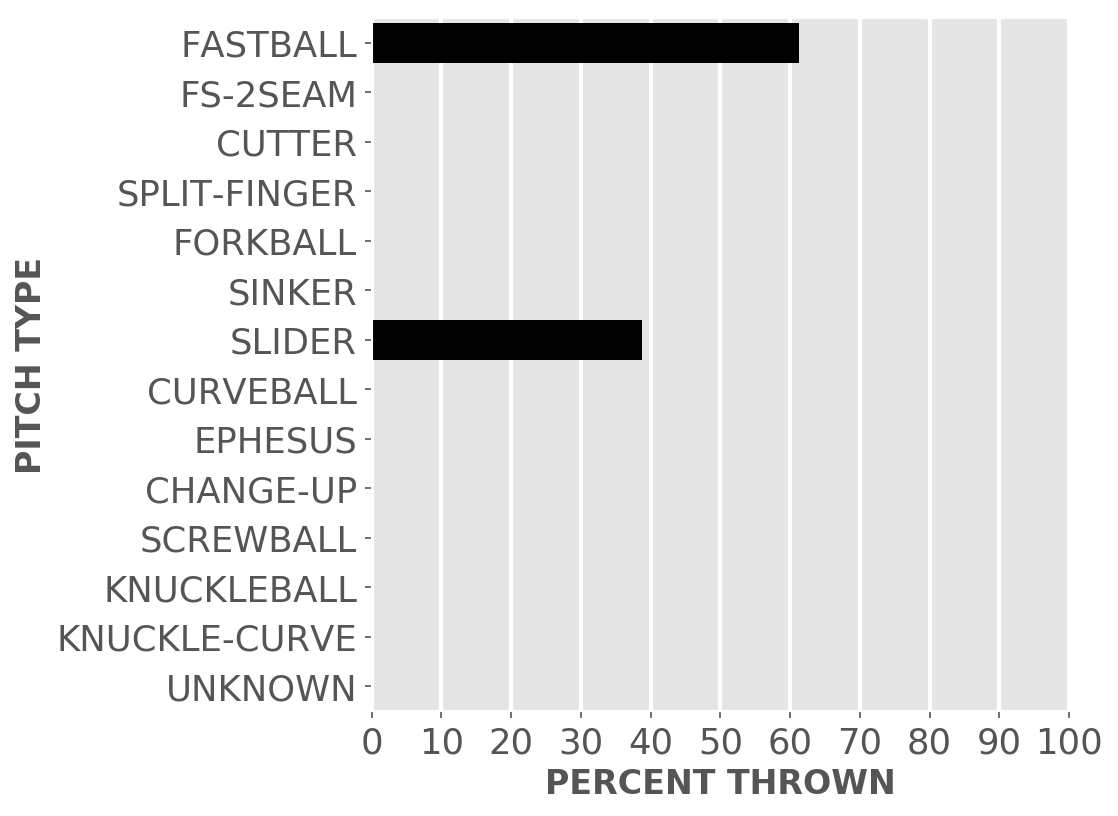 FASTBALL
FS-2SEAM
CUTTER
SPLIT-FINGER
FORKBALL
SINKER
SLIDER
CURVEBALL
EPHESUS
CHANGE-UP
SCREWBALL
KNUCKLEBALL
KNUCKLE-CURVE
UNKNOWN
PITCH TYPE
0 10 20 30 40 50 60 70 80 90 100
PERCENT THROWN